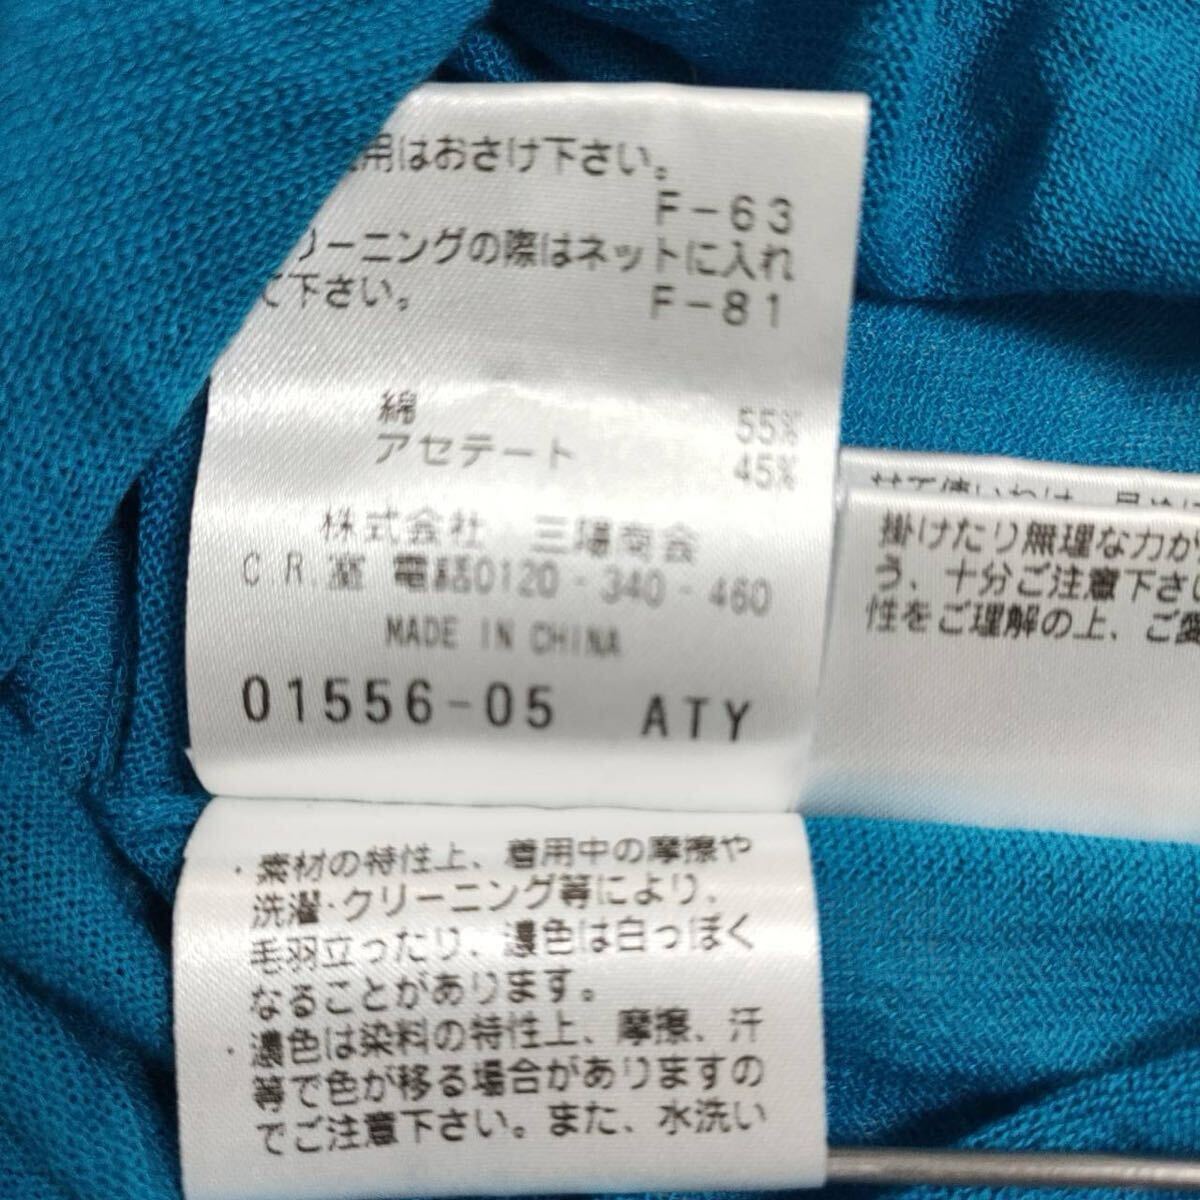 用はおさけ下さい。
F-63
リーニングの際はネットに入れ
て下さい。 F-81
綿 55%
アセテート 45%
株式会社 三陽商会
C.R.室 電話0120-340-460
MADE IN CHINA
01556-05 ATY
・素材の特性上、着用中の摩擦や
洗濯・クリーニング等により、
毛羽立ったり、濃色は白っぽく
なることがあります。
・濃色は染料の特性上、摩擦、汗
等で色が移る場合がありますの
でご注意下さい。また、水洗い
掛けたり無理な力が
う、十分ご注意下さ
性をご理解の上、ご愛